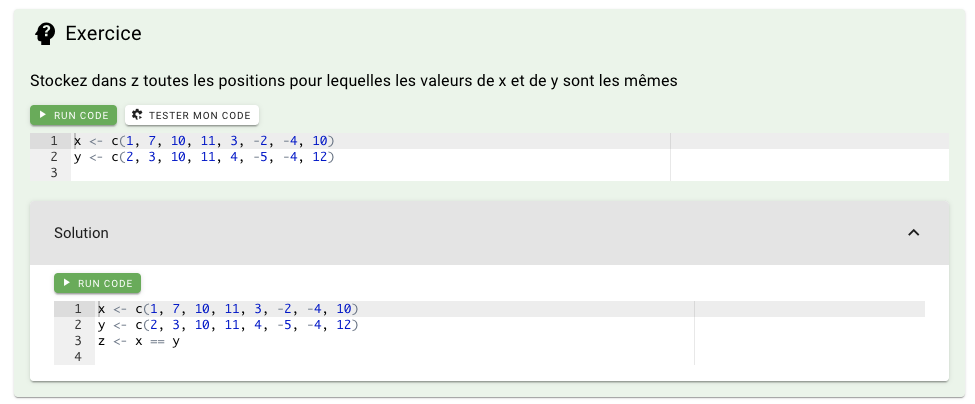 Exercice
Stockez dans z toutes les positions pour lequelles les valeurs de x et de y sont les mêmes
RUN CODE TESTER MON CODE
1 x <- c(1, 7, 10, 11, 3, -2, -4, 10)
2 y <- c(2, 3, 10, 11, 4, -5, -4, 12)
3
Solution
RUN CODE
1 x <- c(1, 7, 10, 11, 3, -2, -4, 10)
2 y <- c(2, 3, 10, 11, 4, -5, -4, 12)
3 z <- x == y
4